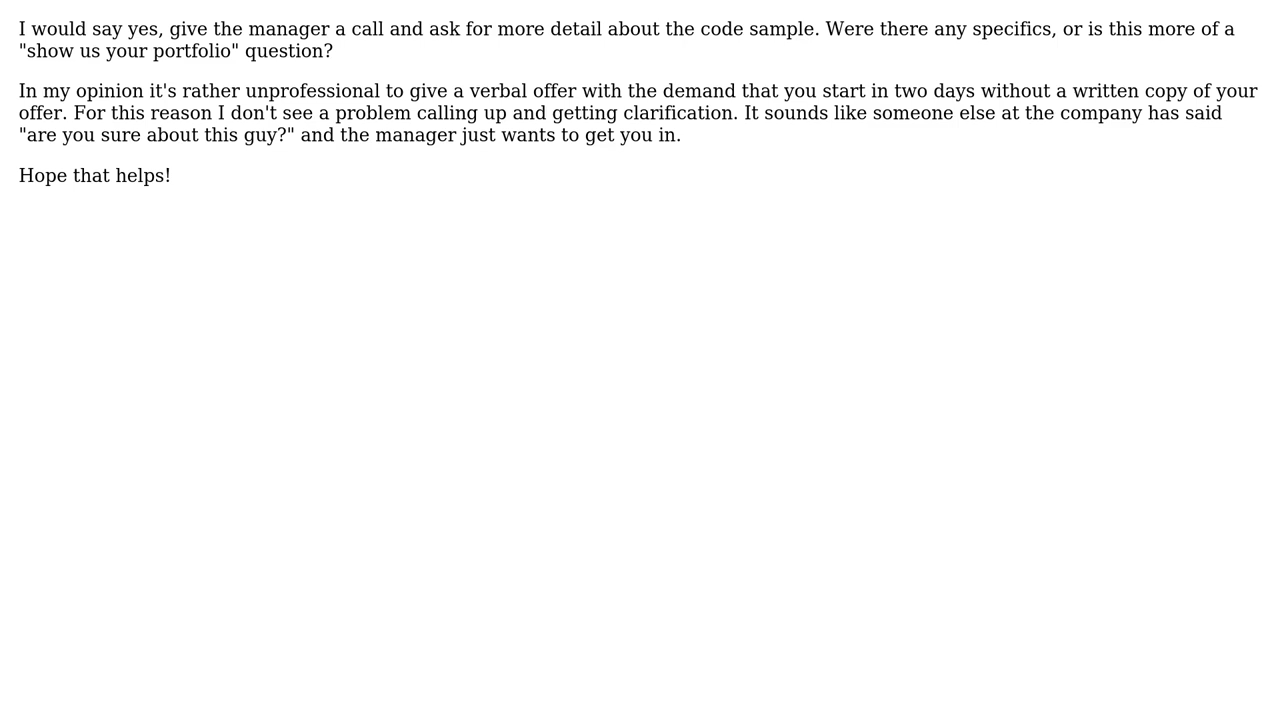 I would say yes, give the manager a call and ask for more detail about the code sample. Were there any specifics, or is this more of a
"show us your portfolio" question?
In my opinion it's rather unprofessional to give a verbal offer with the demand that you start in two days without a written copy of your
offer. For this reason I don't see a problem calling up and getting clarification. It sounds like someone else at the company has said
"are you sure about this guy?" and the manager just wants to get you in.
Hope that helps!